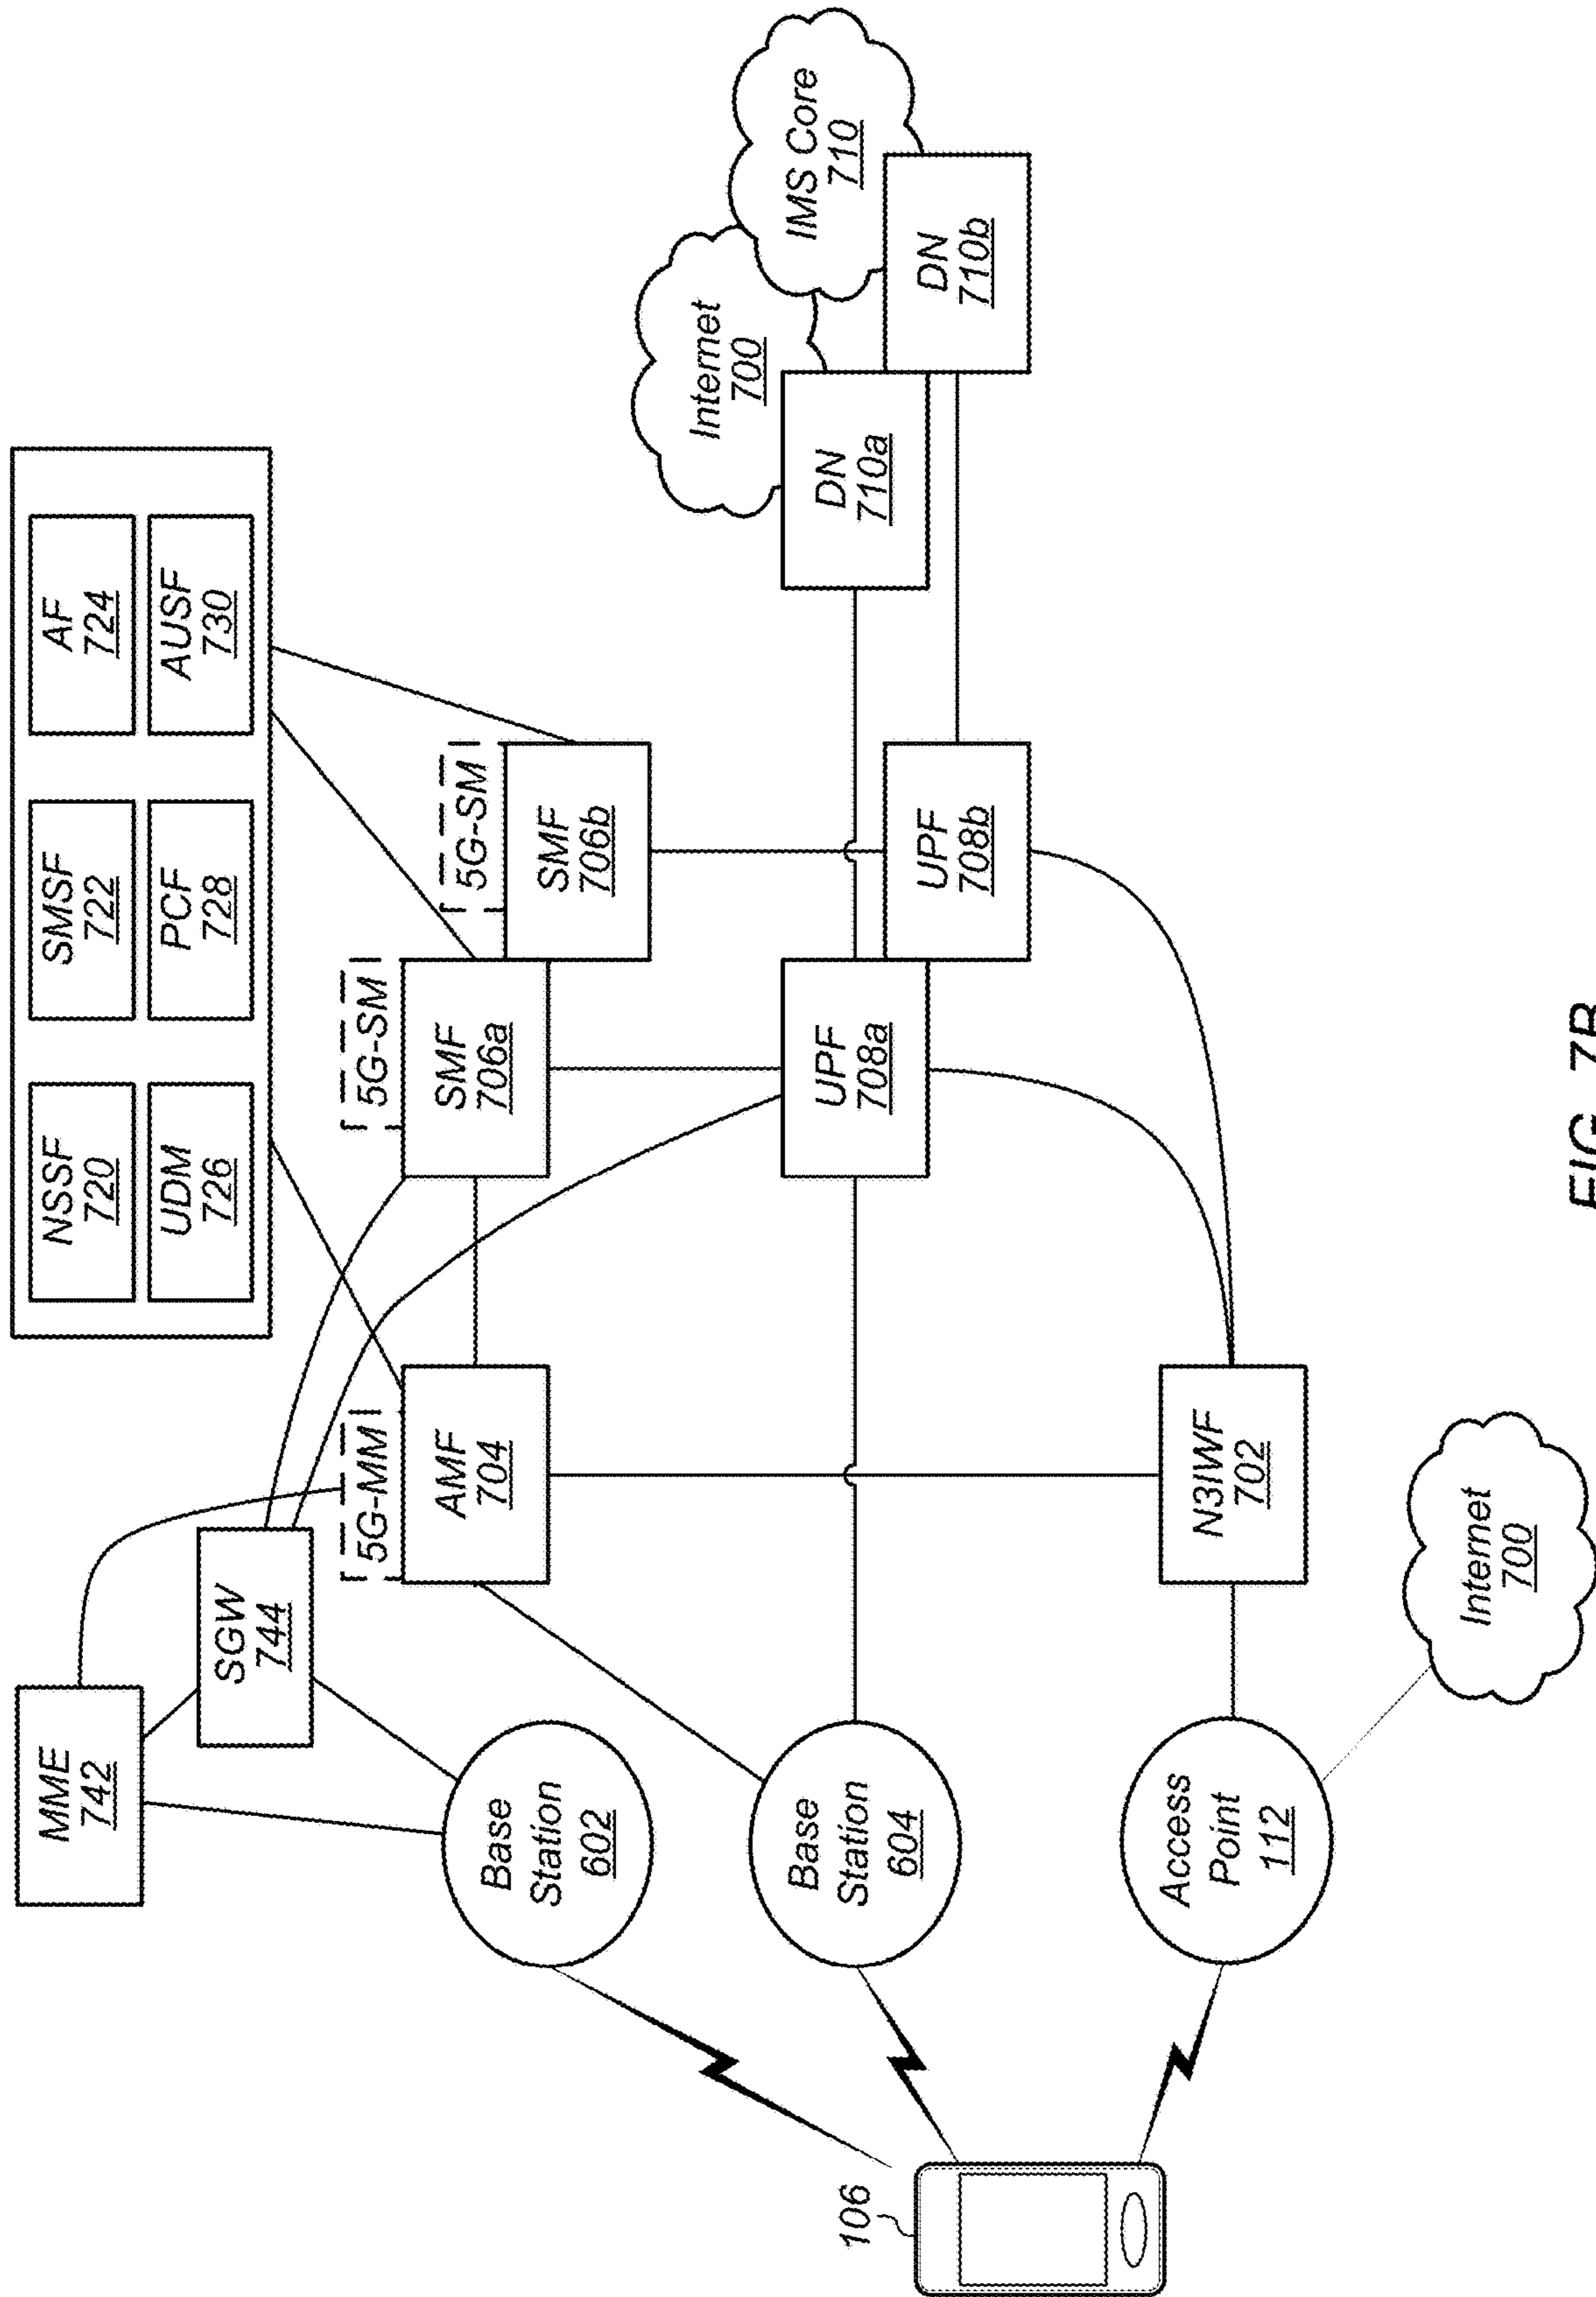 NSSF
720
SMSF
722
AF
724
UDM
726
PCF
728
AUSF
730
MME
742
SGW
744
5G-MM
5G-SM
5G-SM
AMF
704
SMF
706a
SMF
706b
Base
Station
602
Internet
700
IMS Core
710
106
Base
Station
604
UPF
708a
UPF
708b
DN
710a
DN
710b
Access
Point
112
N3IWF
702
Internet
700
FIG. 7B